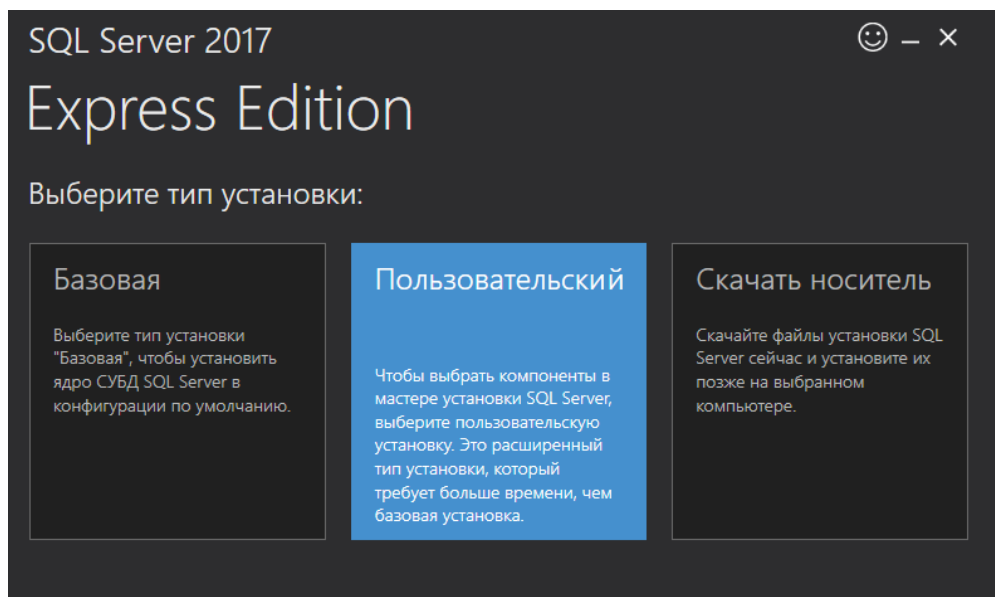 SQL Server 2017
Express Edition
Выберите тип установки:
Базовая
Выберите тип установки
"Базовая", чтобы установить
ядро СУБД SQL Server в
конфигурации по умолчанию.
Пользовательский
Чтобы выбрать компоненты в
мастере установки SQL Server,
выберите пользовательскую
установку. Это расширенный
тип установки, который
требует больше времени, чем
базовая установка.
Скачать носитель
Скачайте файлы установки SQL
Server сейчас и установите их
позже на выбранном
компьютере.